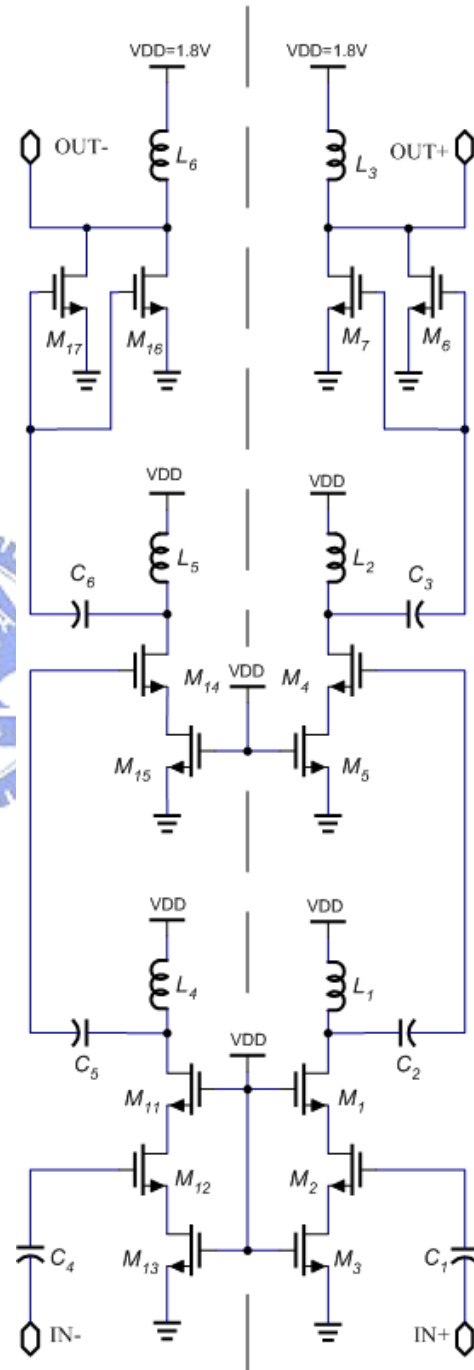 VDD=1.8V VDD=1.8V
OUT- L6 L3 OUT+
M17 M16 M7 M6
VDD VDD
C6 L5 L2 C3
M14 VDD M4
M15 M5
VDD VDD
L4 L1
C5 VDD C2
M11 M1
M12 M2
C4 M13 M3 C1
IN- IN+